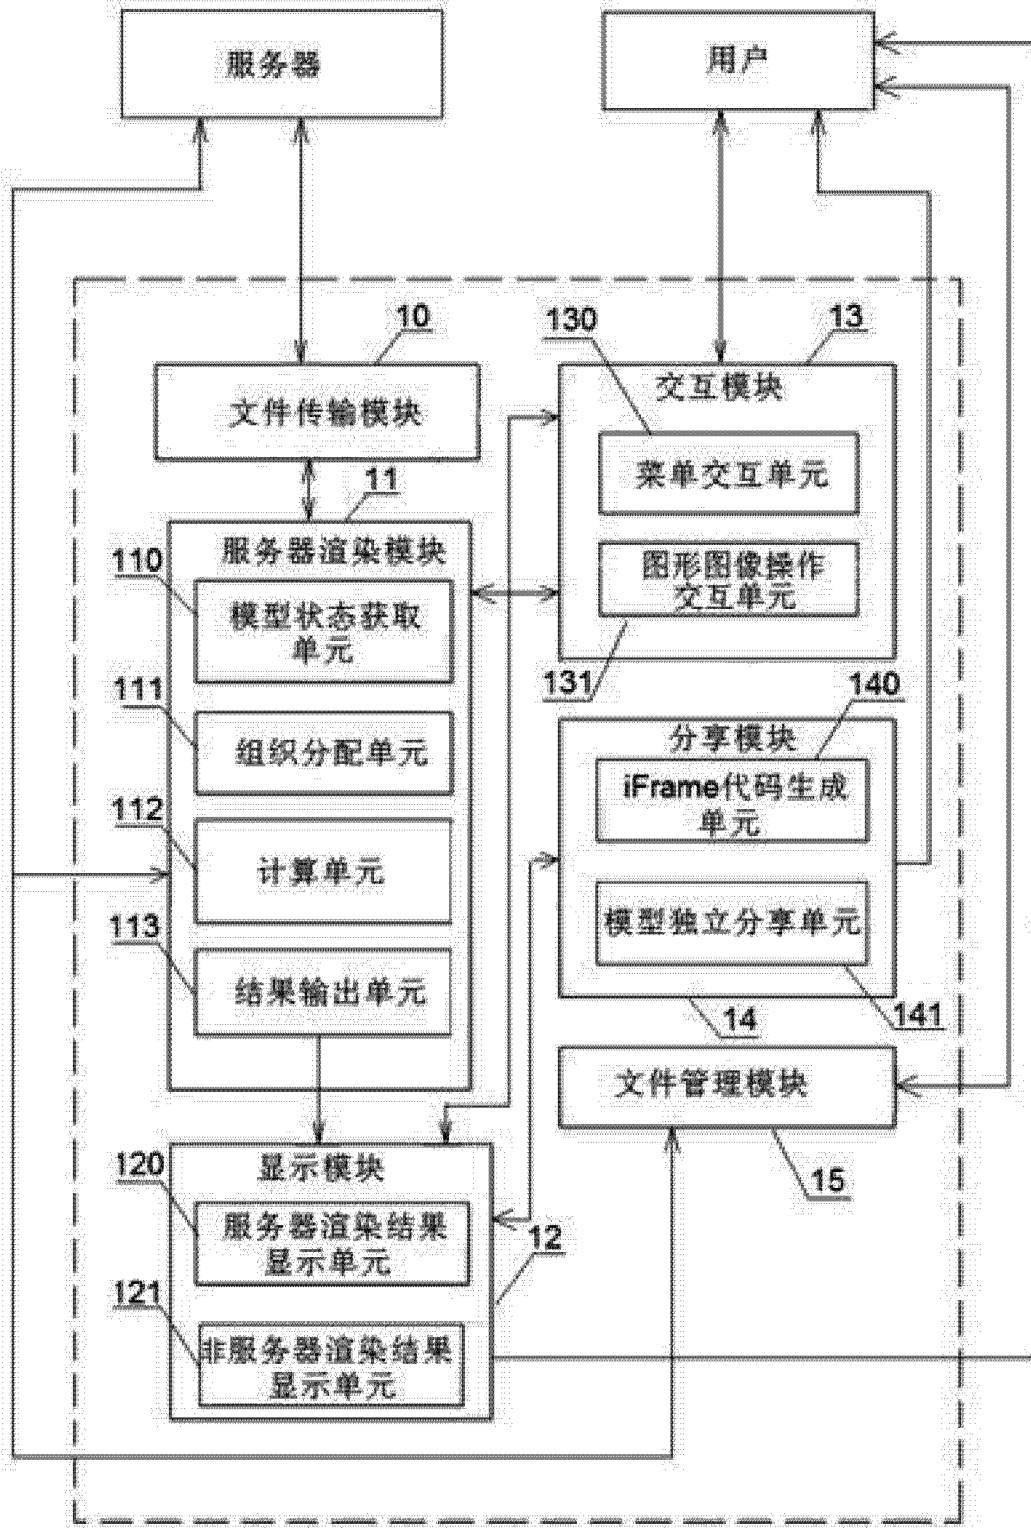 服务器
用户
10
文件传输模块
11
服务器渲染模块
110
模型状态获取
单元
111
组织分配单元
112
计算单元
113
结果输出单元
120
显示模块
服务器渲染结果
显示单元
12
121
非服务器渲染结果
显示单元
130
13
交互模块
菜单交互单元
图形图像操作
交互单元
131
140
分享模块
iFrame代码生成
单元
模型独立分享单元
14
141
文件管理模块
15